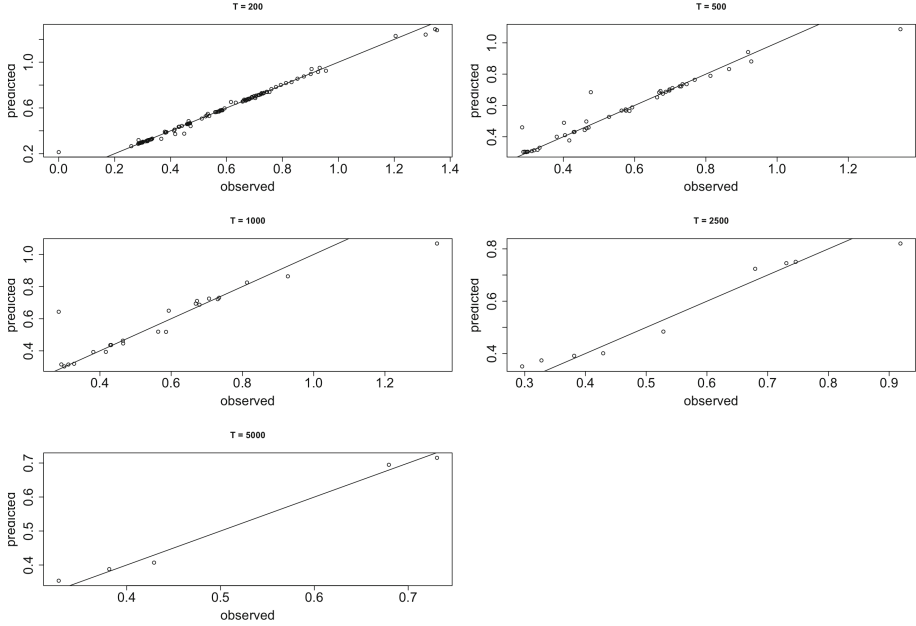 T = 200
predicted
0.2 0.6 1.0
0.0 0.2 0.4 0.6 0.8 1.0 1.2 1.4
observed
T = 500
predicted
0.4 0.6 0.8 1.0
0.4 0.6 0.8 1.0 1.2
observed
T = 1000
predicted
0.4 0.6 0.8 1.0
0.4 0.6 0.8 1.0 1.2
observed
T = 2500
predicted
0.4 0.6 0.8
0.3 0.4 0.5 0.6 0.7 0.8 0.9
observed
T = 5000
predicted
0.4 0.5 0.6 0.7
0.4 0.5 0.6 0.7
observed